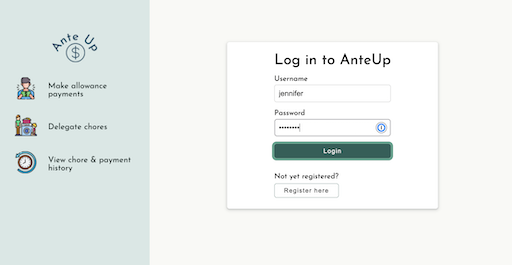 Ante Up
$
Make allowance
payments
Delegate chores
View chore & payment
history
Log in to AnteUp
Username
jennifer
Password
••••••••
Login
Not yet registered?
Register here